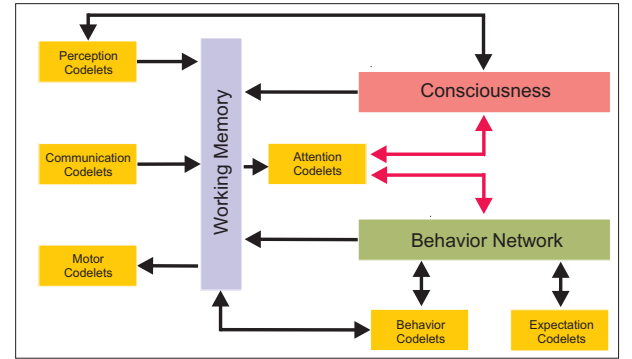 Perception
Codelets
Consciousness
Working Memory
Communication
Codelets
Attention
Codelets
Motor
Codelets
Behavior Network
Behavior
Codelets
Expectation
Codelets